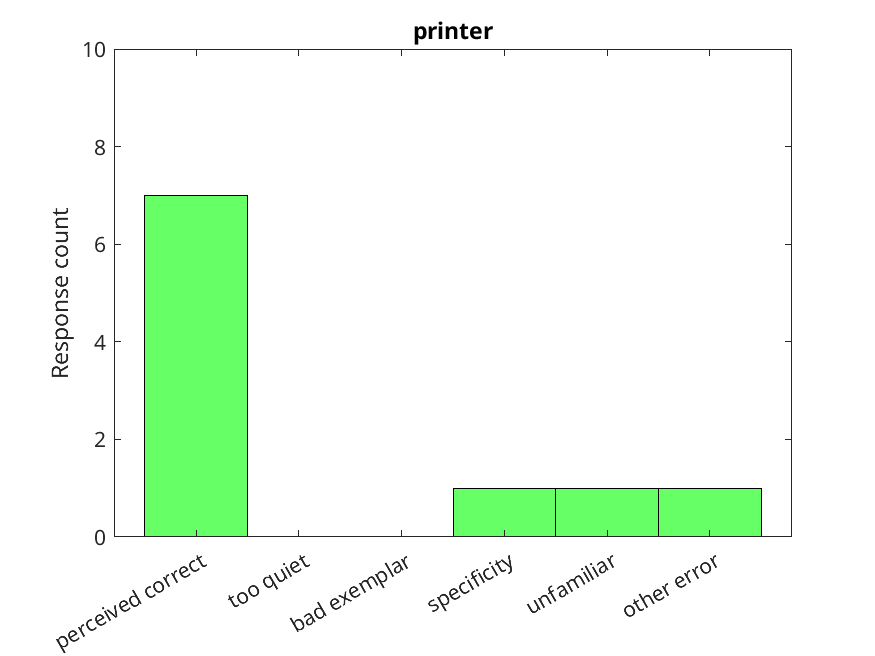 printer
10
8
6
4
2
0
Response count
perceived correct
too quiet
bad exemplar
specificity
unfamiliar
other error